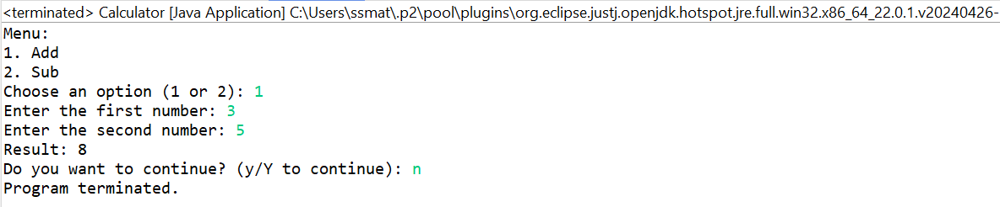 <terminated> Calculator [Java Application] C:\Users\ssmat\.p2\pool\plugins\org.eclipse.justj.openjdk.hotspot.jre.full.win32.x86_64_22.0.1.v20240426-
Menu:
1. Add
2. Sub
Choose an option (1 or 2): 1
Enter the first number: 3
Enter the second number: 5
Result: 8
Do you want to continue? (y/Y to continue): n
Program terminated.